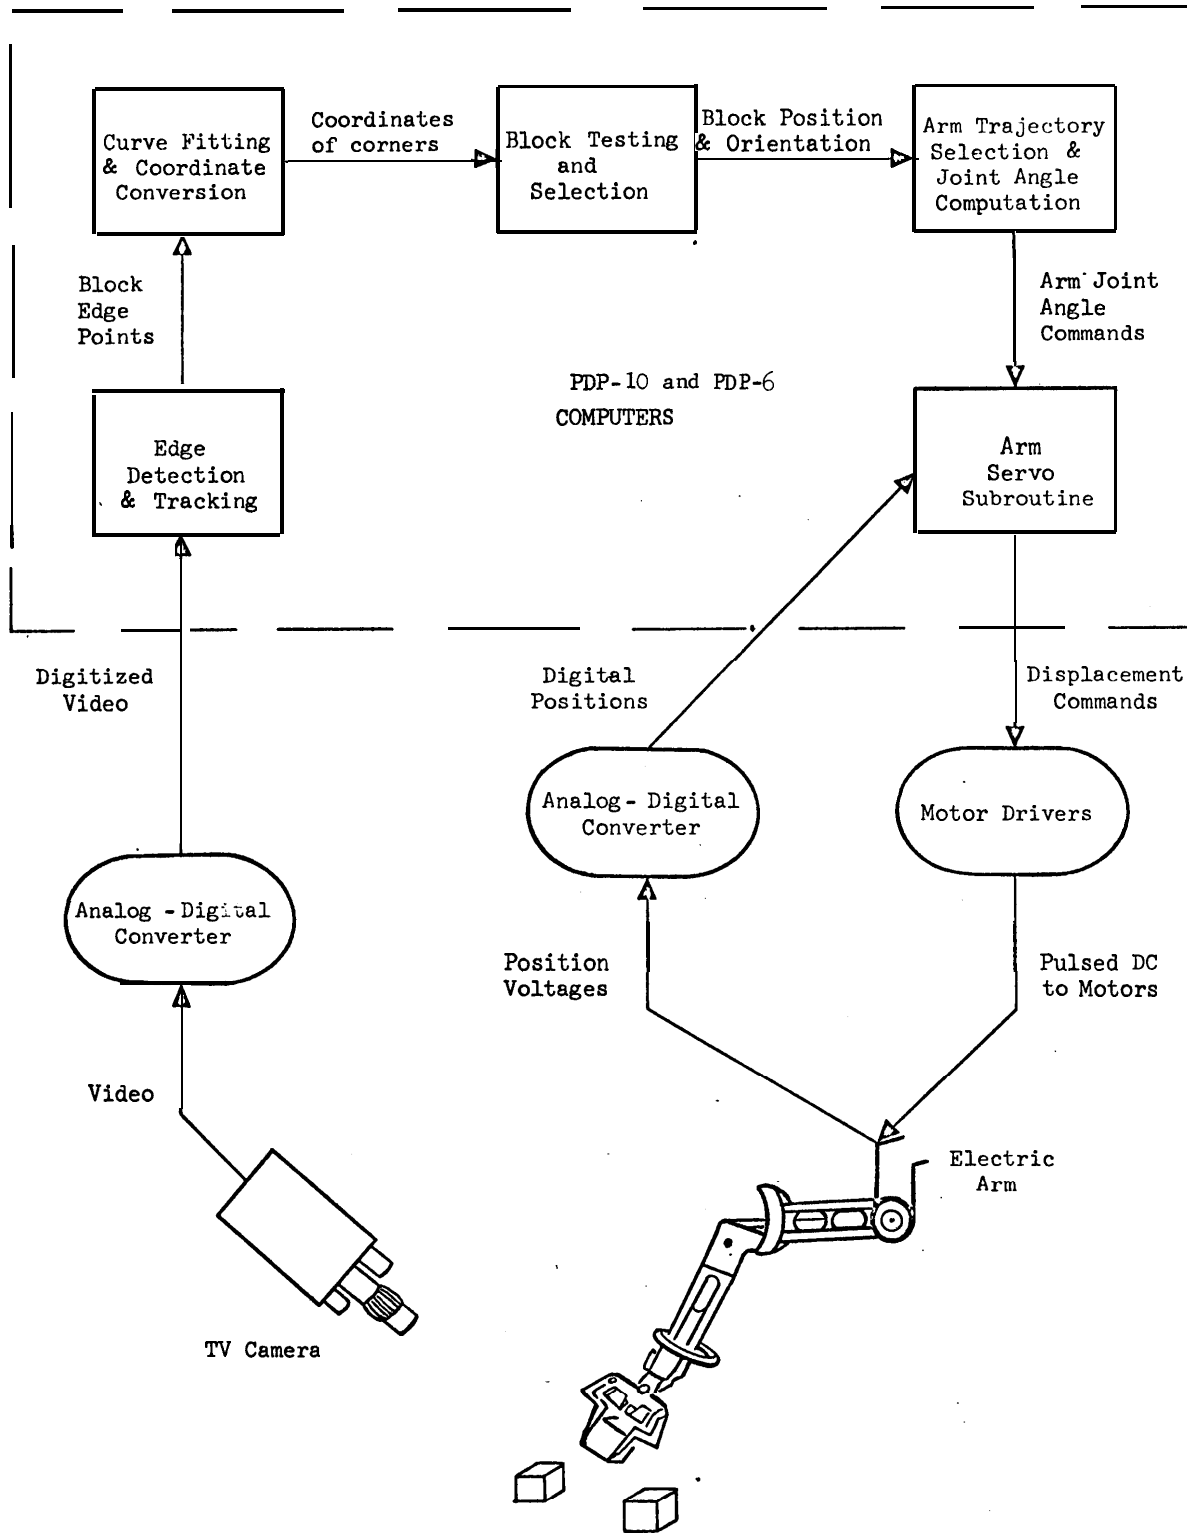 Curve Fitting
& Coordinate
Conversion
Coordinates
of corners
Block Testing
and
Selection
Block Position
& Orientation
Arm Trajectory
Selection &
Joint Angle
Computation
Block
Edge
Points
Arm Joint
Angle
Commands
PDP-10 and PDP-6
COMPUTERS
Edge
Detection
& Tracking
Arm
Servo
Subroutine
Digitized
Video
Digital
Positions
Displacement
Commands
Analog-Digital
Converter
Motor Drivers
Analog-Digital
Converter
Position
Voltages
Pulsed DC
to Motors
Video
Electric
Arm
TV Camera